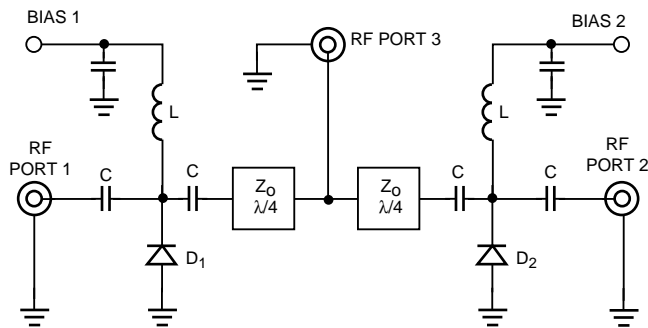 BIAS 1
BIAS 2
RF PORT 3
L
L
RF
PORT 1
C
C
Z₀
λ/4
Z₀
λ/4
C
C
RF
PORT 2
D₁
D₂